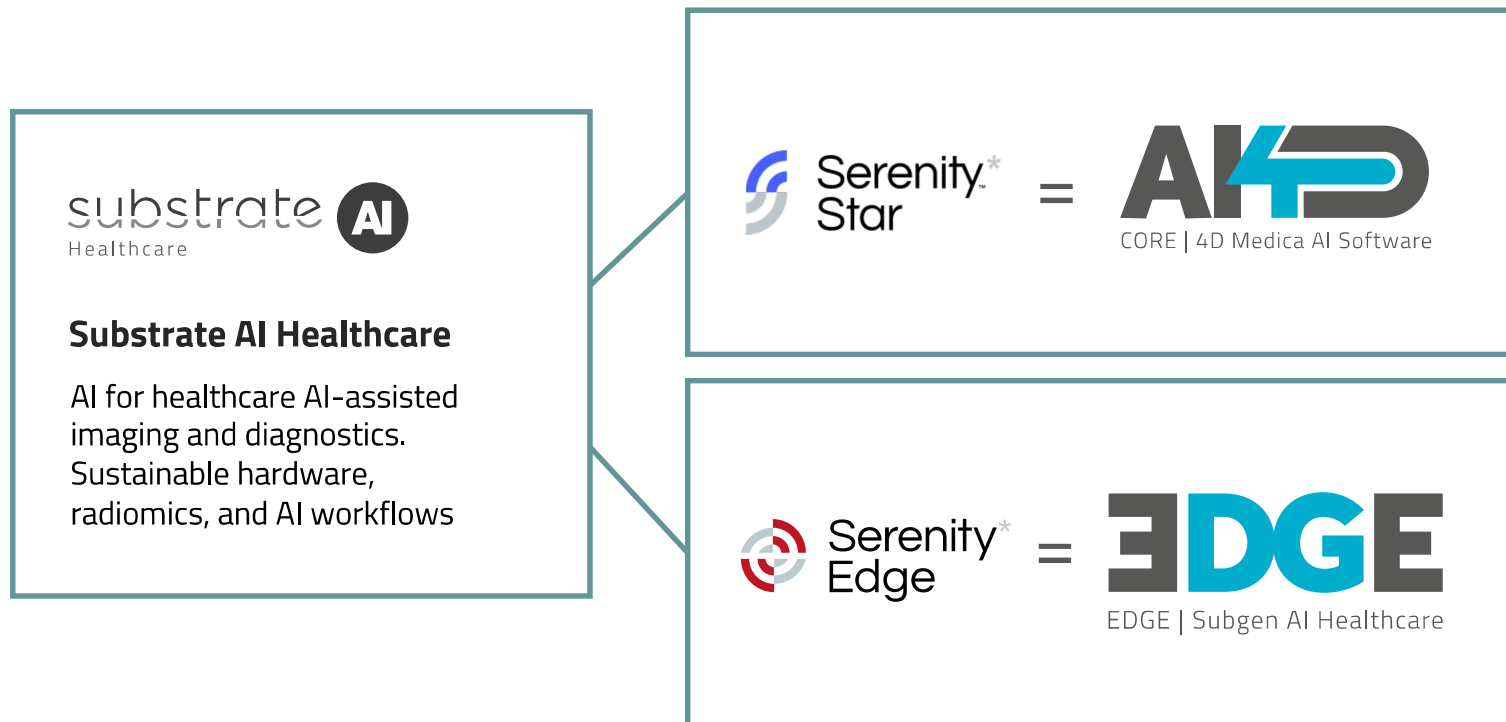 substrate AI
Healthcare
Substrate AI Healthcare
AI for healthcare AI-assisted
imaging and diagnostics.
Sustainable hardware,
radiomics, and AI workflows
Serenity™*
Star
=
AI4D
CORE | 4D Medica AI Software
Serenity*
Edge
=
EDGE
EDGE | Subgen AI Healthcare